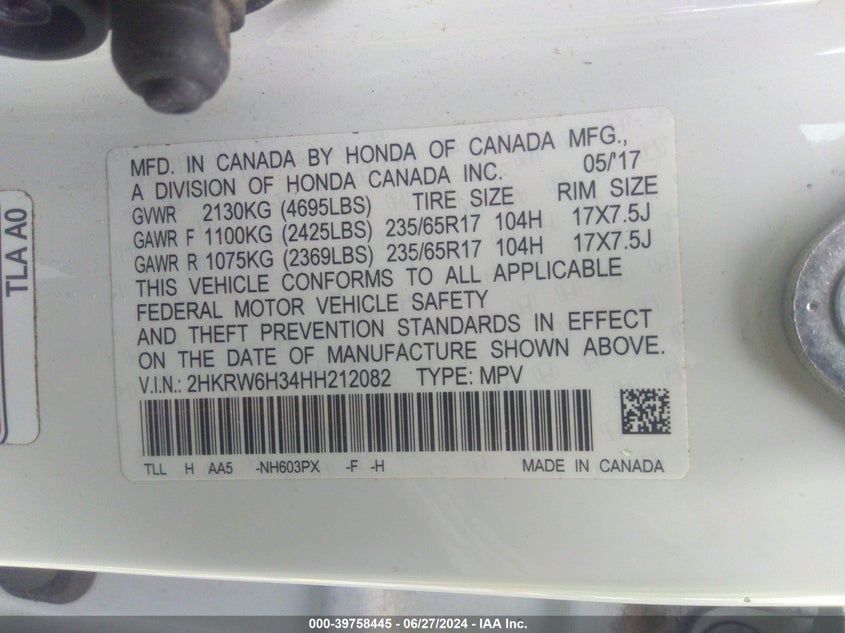 MFD. IN CANADA BY HONDA OF CANADA MFG.,
A DIVISION OF HONDA CANADA INC. 05/'17
GVWR 2130KG (4695LBS) TIRE SIZE RIM SIZE
GAWR F 1100KG (2425LBS) 235/65R17 104H 17X7.5J
GAWR R 1075KG (2369LBS) 235/65R17 104H 17X7.5J
THIS VEHICLE CONFORMS TO ALL APPLICABLE
FEDERAL MOTOR VEHICLE SAFETY
AND THEFT PREVENTION STANDARDS IN EFFECT
ON THE DATE OF MANUFACTURE SHOWN ABOVE.
V.I.N.: 2HKRW6H34HH212082 TYPE: MPV
TLL H AA5 -NH603PX -F -H MADE IN CANADA
TLA A0
000-39758445 - 06/27/2024 - IAA Inc.